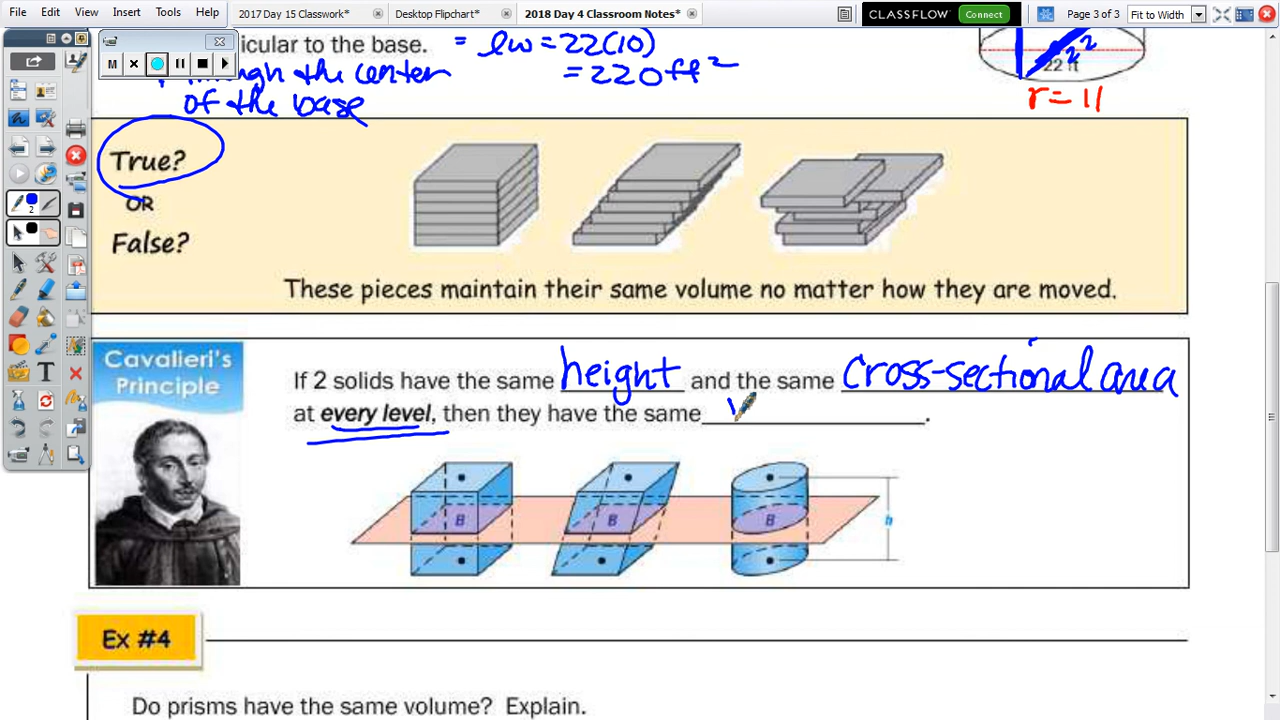 File Edit View Insert Tools Help
2017 Day 15 Classwork*
Desktop Flipchart*
2018 Day 4 Classroom Notes*
CLASSFLOW Connect
Page 3 of 3
Fit to Width
M
icular to the base.
= lw = 22(10)
through the center
= 220 ft²
of the base
22
22 ft
r = 11
True?
OR
False?
These pieces maintain their same volume no matter how they are moved.
Cavalieri's
Principle
If 2 solids have the same height and the same cross-sectional area
at every level, then they have the same .
B B B h
Ex #4
Do prisms have the same volume? Explain.
2
T